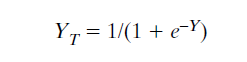 Y_T = 1/(1 + e^{-Y})